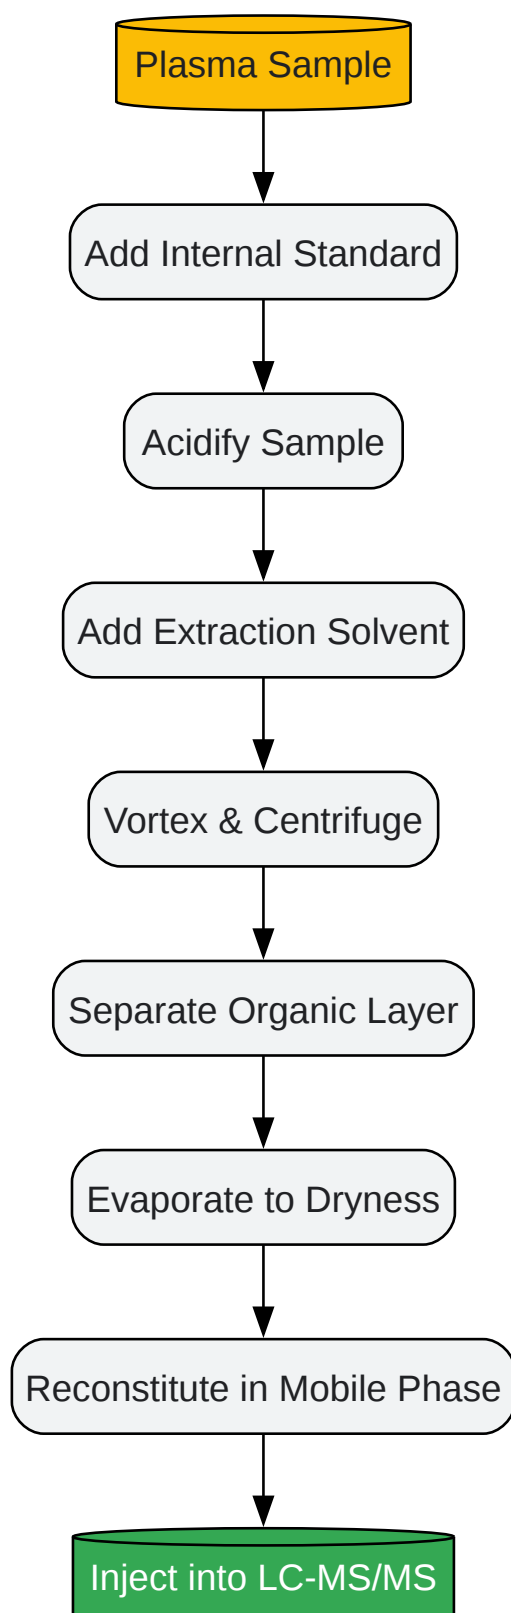 Plasma Sample
Add Internal Standard
Acidify Sample
Add Extraction Solvent
Vortex & Centrifuge
Separate Organic Layer
Evaporate to Dryness
Reconstitute in Mobile Phase
Inject into LC-MS/MS